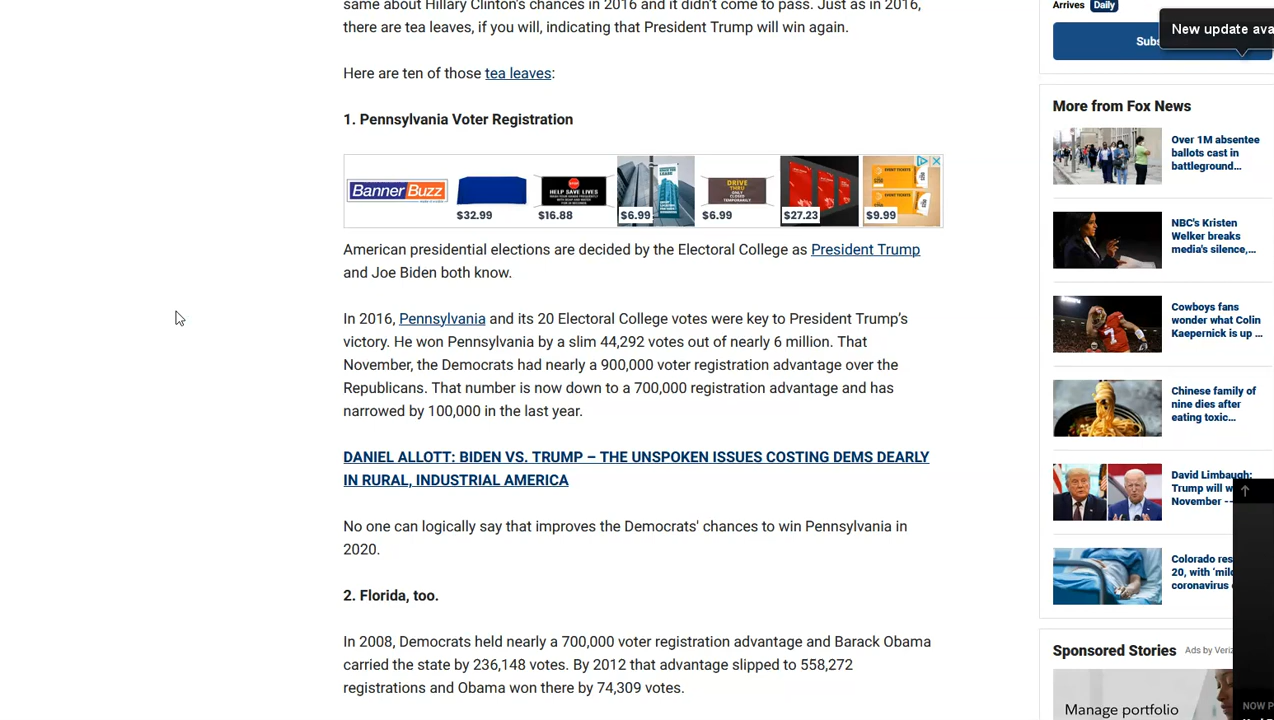 same about Hillary Clinton's chances in 2016 and it didn't come to pass. Just as in 2016,
there are tea leaves, if you will, indicating that President Trump will win again.
Here are ten of those tea leaves:
1. Pennsylvania Voter Registration
Banner Buzz
$32.99
HELP SAVE LIVES
$16.88
$6.99
DRIVE
THRU
$6.99
$27.23
$9.99
American presidential elections are decided by the Electoral College as President Trump
and Joe Biden both know.
In 2016, Pennsylvania and its 20 Electoral College votes were key to President Trump's
victory. He won Pennsylvania by a slim 44,292 votes out of nearly 6 million. That
November, the Democrats had nearly a 900,000 voter registration advantage over the
Republicans. That number is now down to a 700,000 registration advantage and has
narrowed by 100,000 in the last year.
DANIEL ALLOTT: BIDEN VS. TRUMP – THE UNSPOKEN ISSUES COSTING DEMS DEARLY
IN RURAL, INDUSTRIAL AMERICA
No one can logically say that improves the Democrats' chances to win Pennsylvania in
2020.
2. Florida, too.
In 2008, Democrats held nearly a 700,000 voter registration advantage and Barack Obama
carried the state by 236,148 votes. By 2012 that advantage slipped to 558,272
registrations and Obama won there by 74,309 votes.
Arrives Daily
Subs
New update ava
More from Fox News
Over 1M absentee
ballots cast in
battleground...
NBC's Kristen
Welker breaks
media's silence,...
Cowboys fans
wonder what Colin
Kaepernick is up ...
Chinese family of
nine dies after
eating toxic...
David Limbaugh:
Trump will w
November --
Colorado res
20, with 'mild
coronavirus
Sponsored Stories Ads by Veriz
Manage portfolio
NOW P